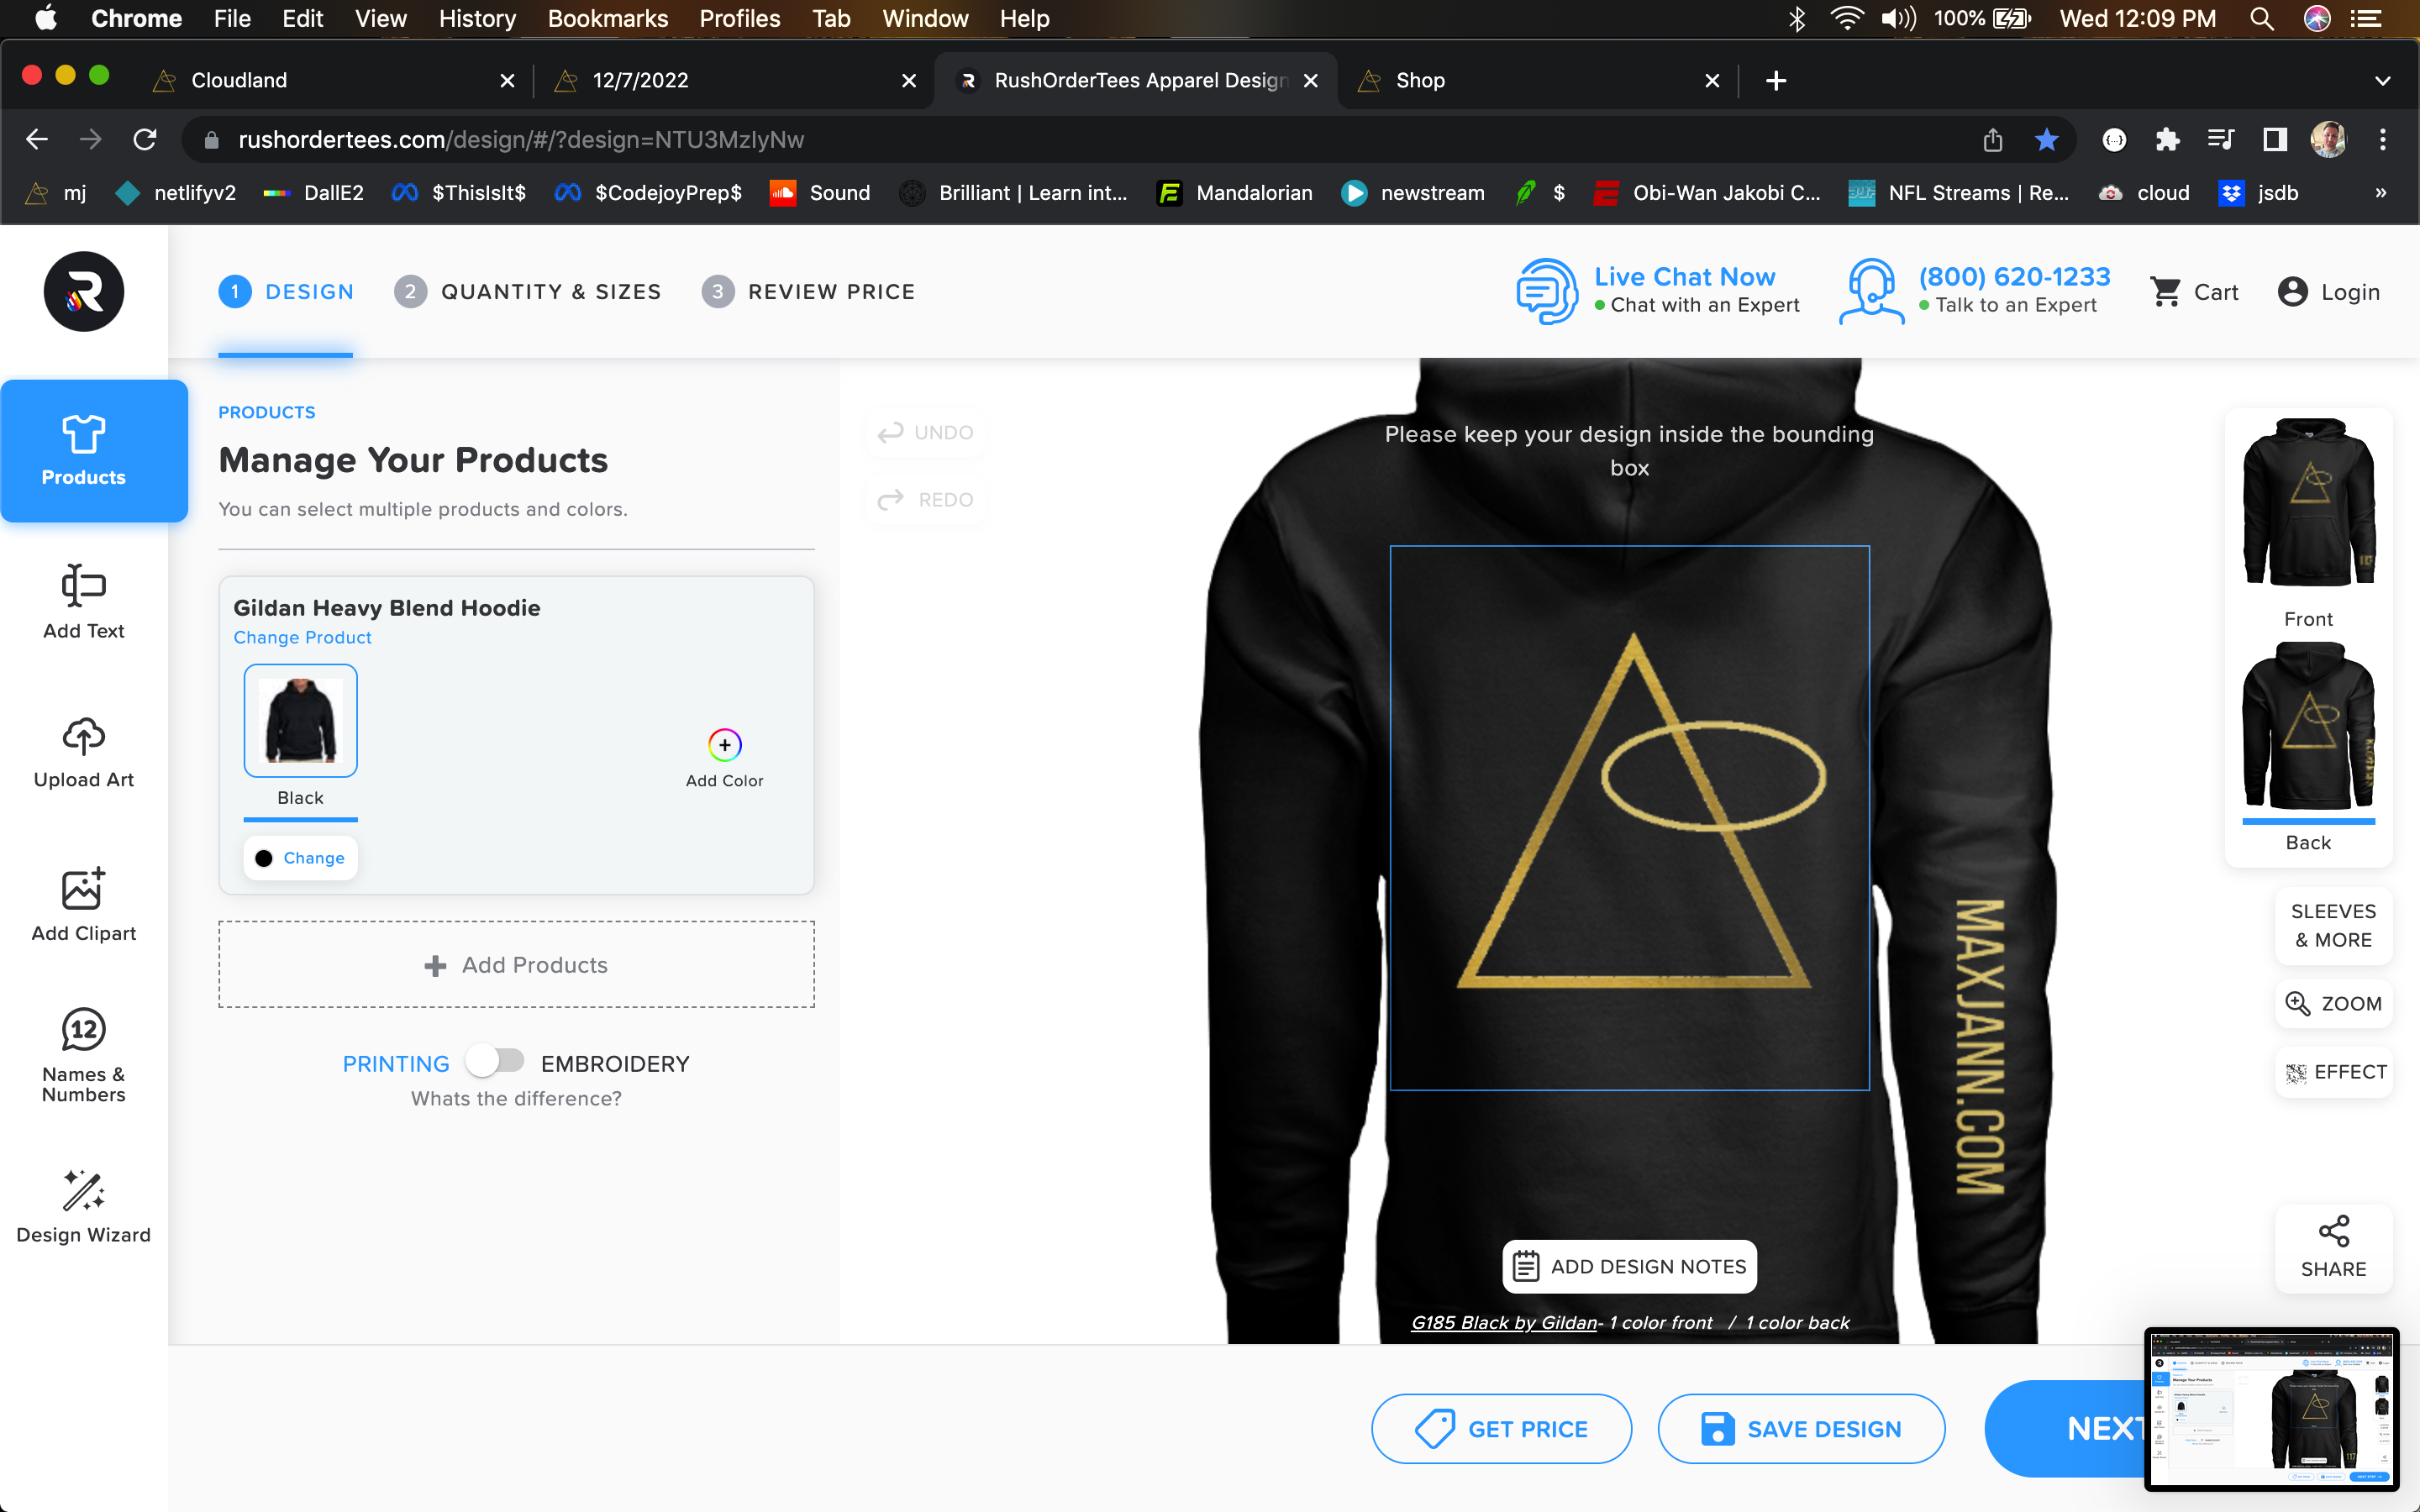 Chrome File Edit View History Bookmarks Profiles Tab Window Help 100% Wed 12:09 PM
Cloudland 12/7/2022 RushOrderTees Apparel Design Shop
rushordertees.com/design/#/?design=NTU3MzIyNw
mj netlifyv2 DallE2 $ThisIsIt$ $CodejoyPrep$ Sound Brilliant | Learn int... Mandalorian newstream $ Obi-Wan Jakobi C... NFL Streams | Re... cloud jsdb »
1 DESIGN 2 QUANTITY & SIZES 3 REVIEW PRICE
Live Chat Now
Chat with an Expert
(800) 620-1233
Talk to an Expert
Cart
Login
Products
Add Text
Upload Art
Add Clipart
12
Names &
Numbers
Design Wizard
PRODUCTS
Manage Your Products
You can select multiple products and colors.
Gildan Heavy Blend Hoodie
Change Product
Black
Change
Add Color
Add Products
PRINTING EMBROIDERY
Whats the difference?
UNDO
REDO
Please keep your design inside the bounding
box
MAXJANN.COM
ADD DESIGN NOTES
G185 Black by Gildan- 1 color front / 1 color back
Front
Back
SLEEVES
& MORE
ZOOM
EFFECT
SHARE
GET PRICE
SAVE DESIGN
NEXT